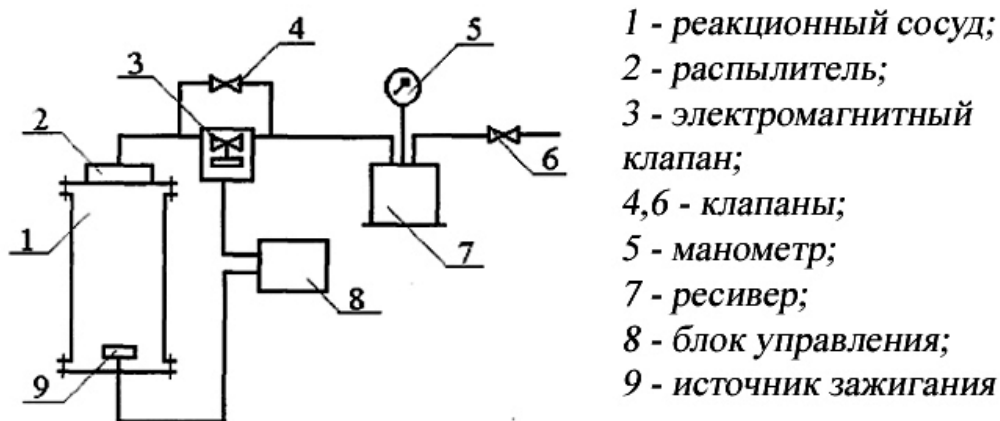 1 - реакционный сосуд;
2 - распылитель;
3 - электромагнитный
клапан;
4,6 - клапаны;
5 - манометр;
7 - ресивер;
8 - блок управления;
9 - источник зажигания
4
5
3
2
6
1
7
8
9